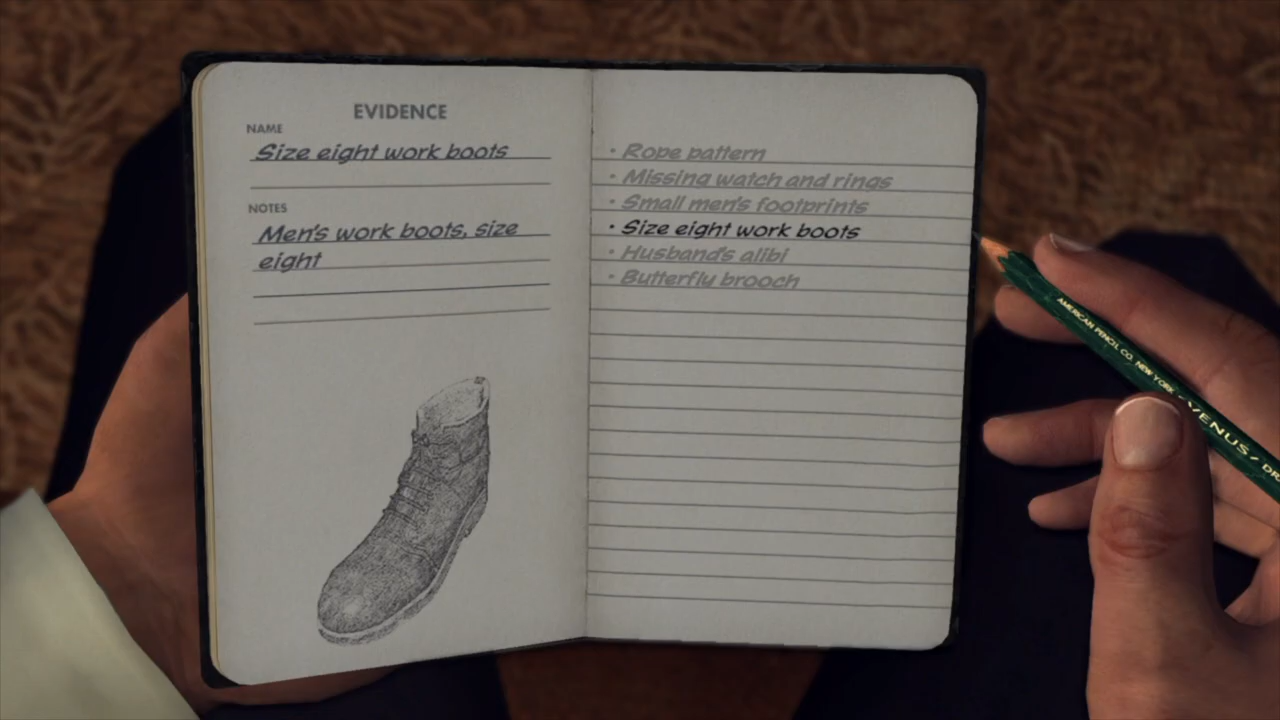 EVIDENCE
NAME
Size eight work boots
NOTES
Men's work boots, size
eight
• Rope pattern
• Missing watch and rings
• Small men's footprints
• Size eight work boots
• Husband's alibi
• Butterfly brooch
AMERICAN PENCIL CO. NEW YORK VENUS/ DR